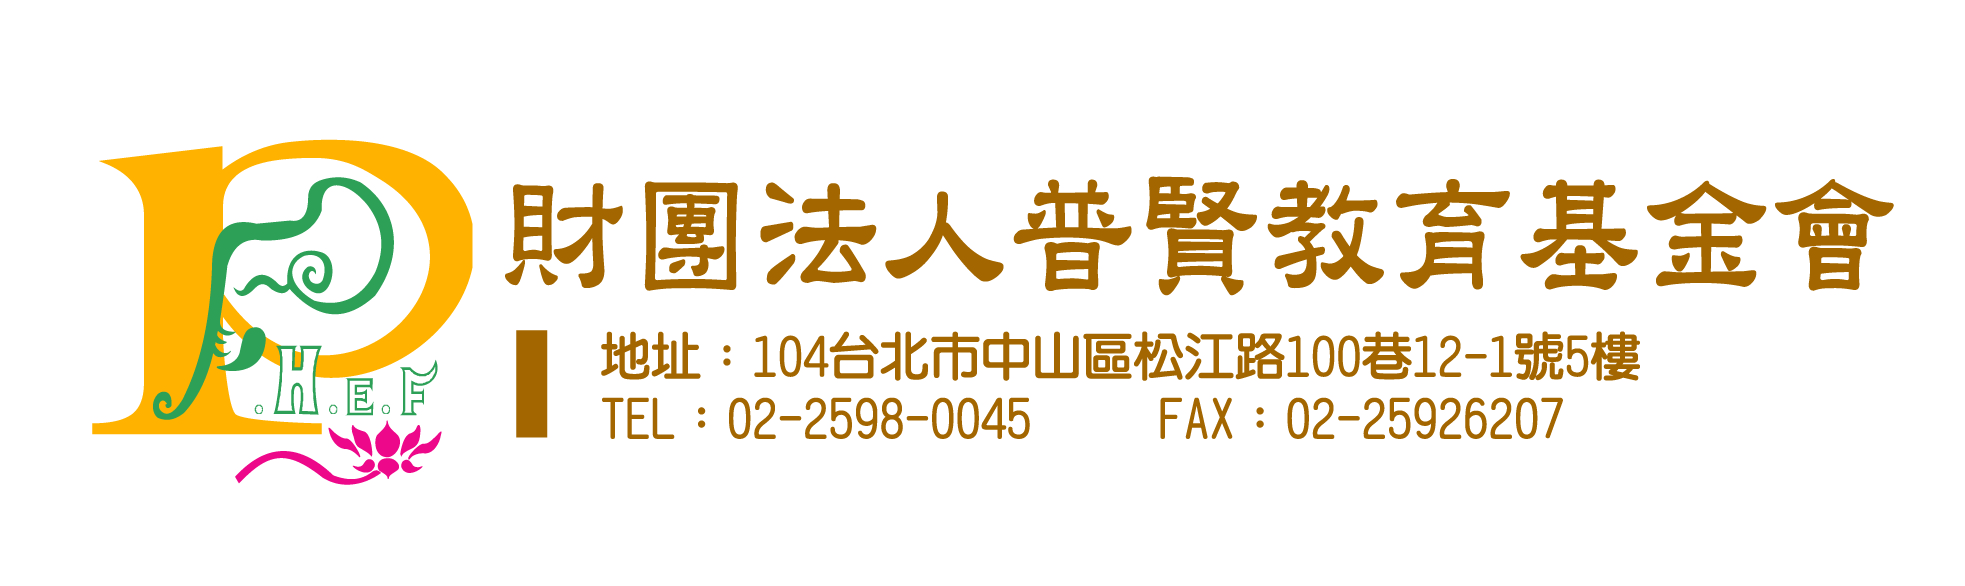 財團法人普賢教育基金會
P.H.E.F
地址：104台北市中山區松江路100巷12-1號5樓
TEL：02-2598-0045 FAX：02-25926207